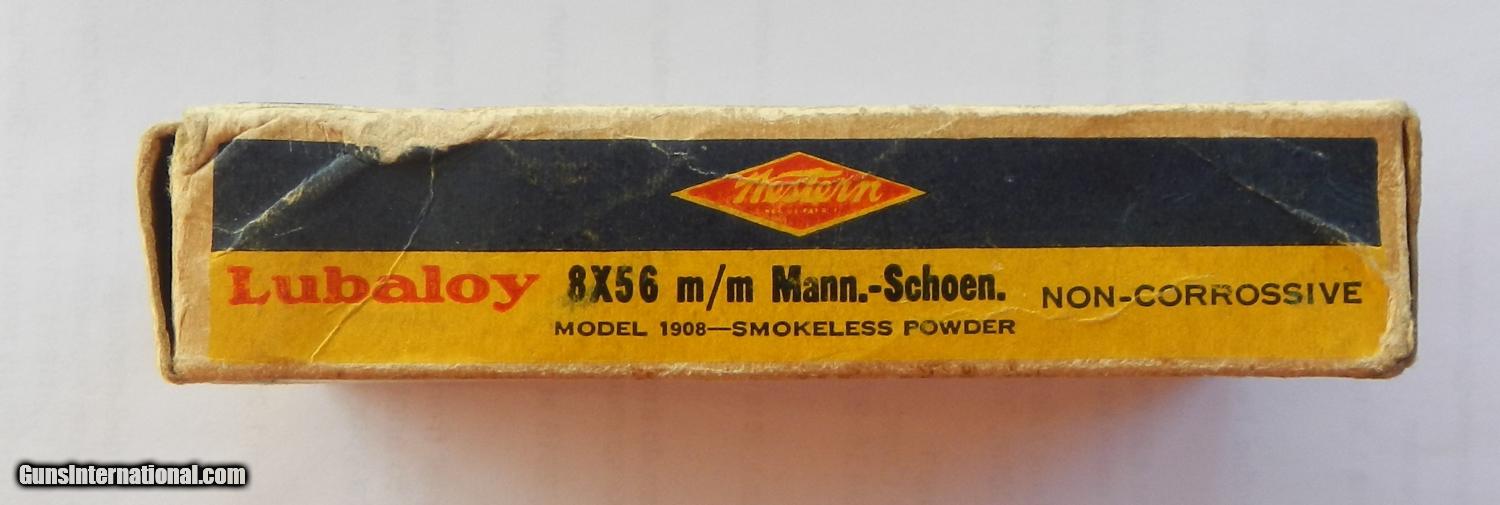 Western
Lubaloy 8X56 m/m Mann.-Schoen. NON-CORROSSIVE
MODEL 1908—SMOKELESS POWDER
GunsInternational.com